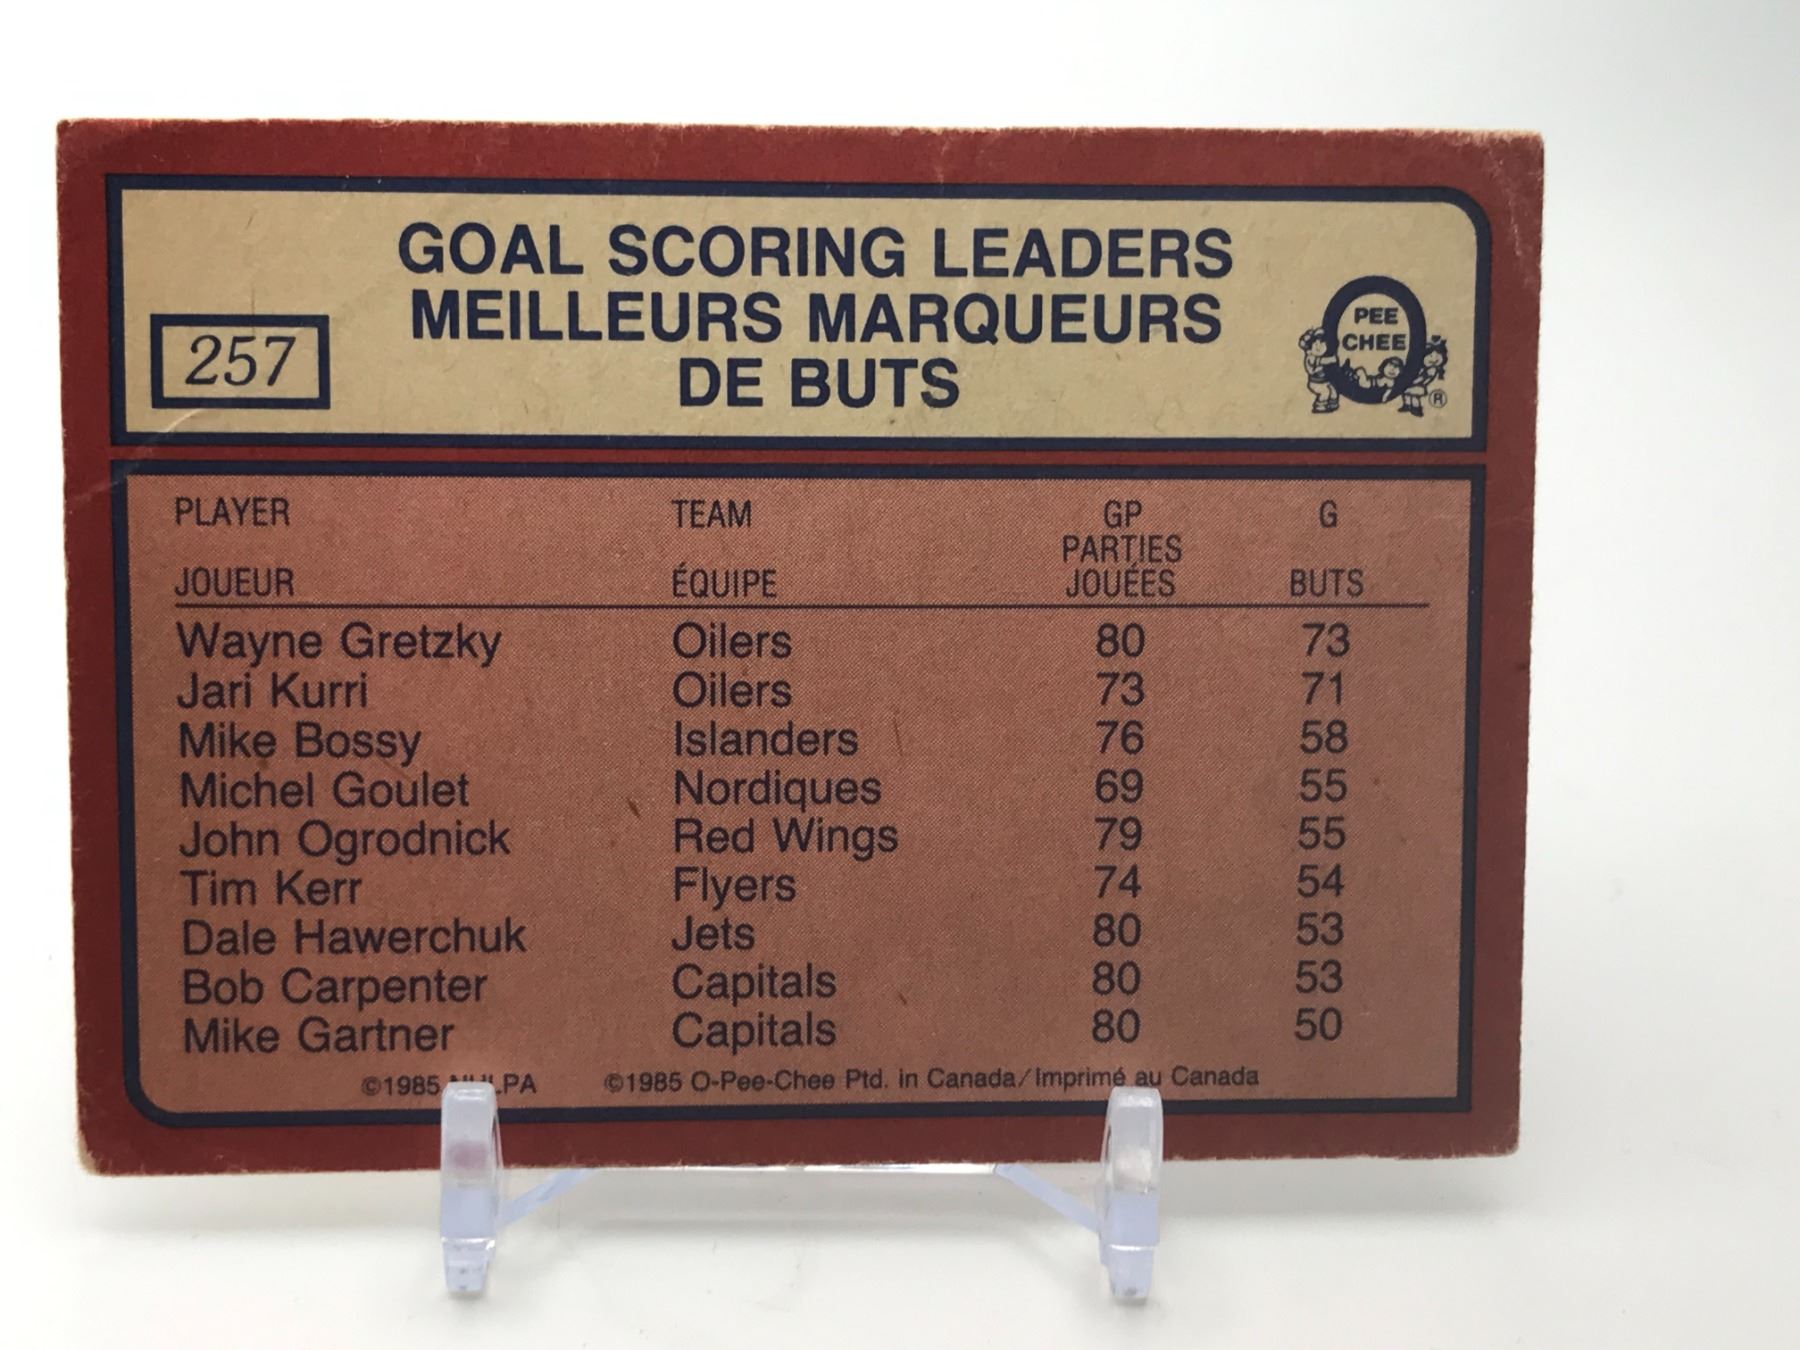 GOAL SCORING LEADERS
MEILLEURS MARQUEURS
DE BUTS
257
PEE
CHEE
®
PLAYER TEAM GP G
PARTIES
JOUEUR ÉQUIPE JOUÉES BUTS
Wayne Gretzky Oilers 80 73
Jari Kurri Oilers 73 71
Mike Bossy Islanders 76 58
Michel Goulet Nordiques 69 55
John Ogrodnick Red Wings 79 55
Tim Kerr Flyers 74 54
Dale Hawerchuk Jets 80 53
Bob Carpenter Capitals 80 53
Mike Gartner Capitals 80 50
©1985 ©1985 O-Pee-Chee Ptd. in Canada/Imprimé au Canada